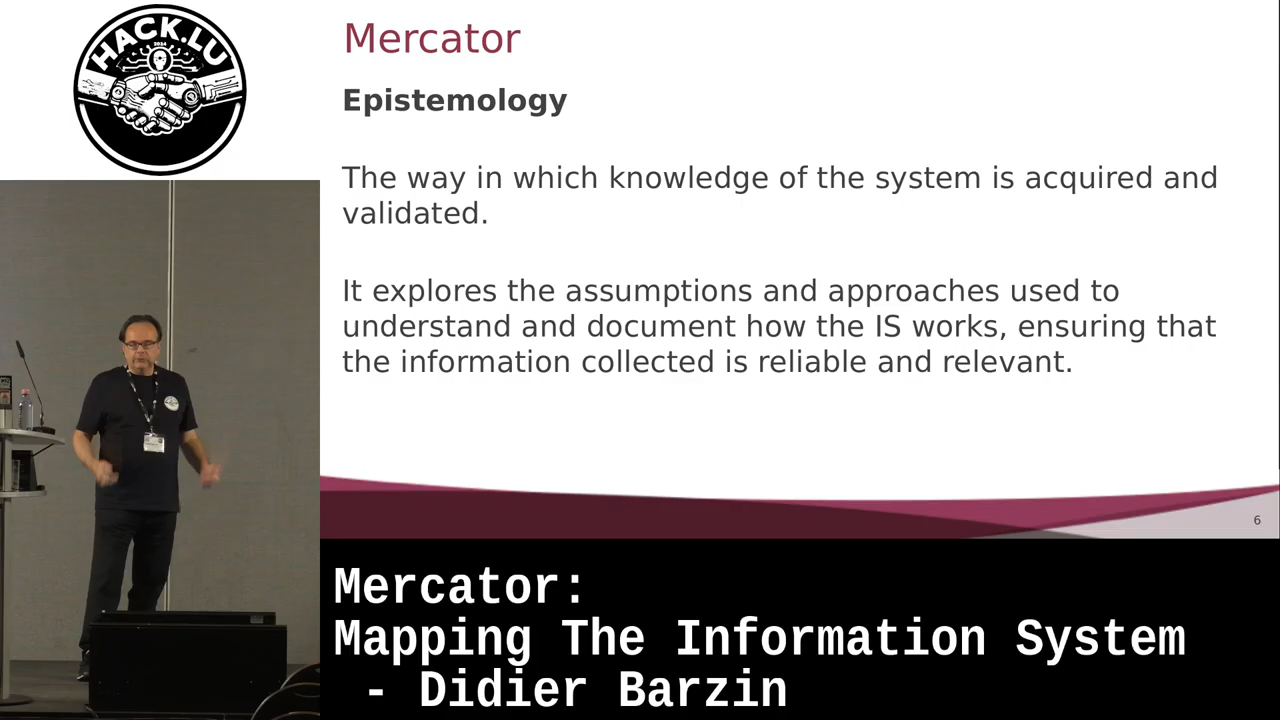 HACK.LU
2024
Mercator
Epistemology
The way in which knowledge of the system is acquired and
validated.
It explores the assumptions and approaches used to
understand and document how the IS works, ensuring that
the information collected is reliable and relevant.
6
Mercator:
Mapping The Information System
- Didier Barzin